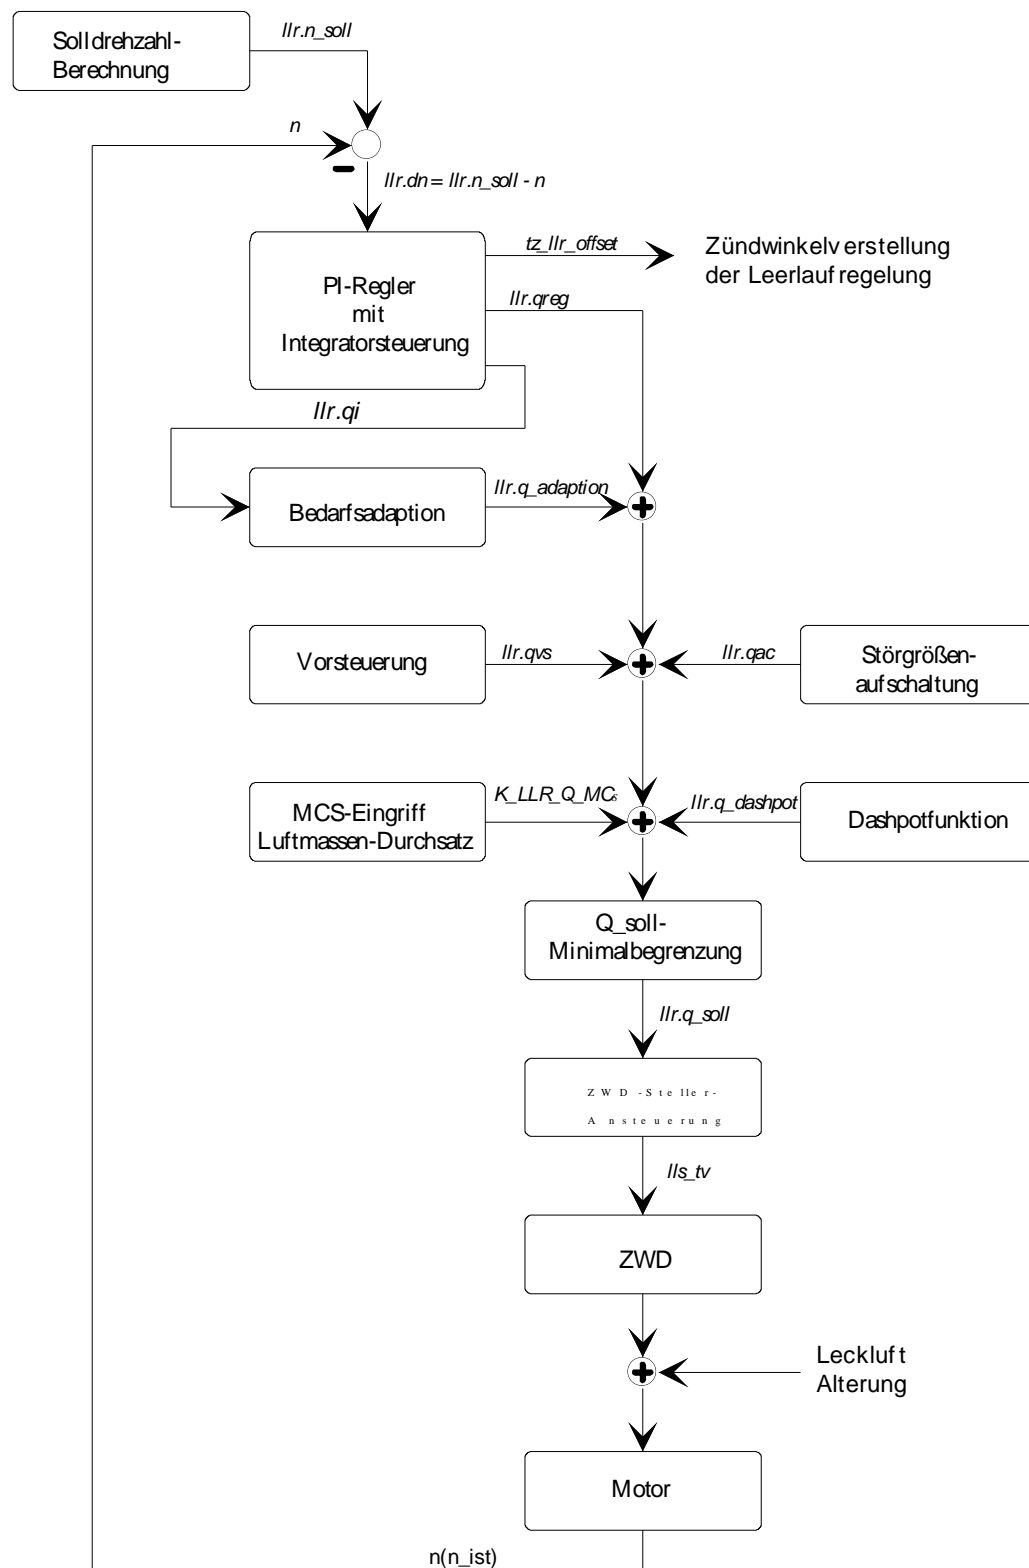 llr.n_soll
Solldrehzahl-
Berechnung
n
llr.dn= llr.n_soll - n
tz_llr_offset
Zündwinkelverstellung
der Leerlaufregelung
PI-Regler
mit
Integratorsteuerung
llr.qreg
llr.qi
Bedarfsadaption
llr.q_adaption
Vorsteuerung
llr.qvs
llr.qac
Störgrößen-
aufschaltung
MCS-Eingriff
Luftmassen-Durchsatz
K_LLR_Q_MCs
llr.q_dashpot
Dashpotfunktion
Q_soll-
Minimalbegrenzung
llr.q_soll
ZWD-Steller-
Ansteuerung
lls_tv
ZWD
Leckluft
Alterung
Motor
n(n_ist)